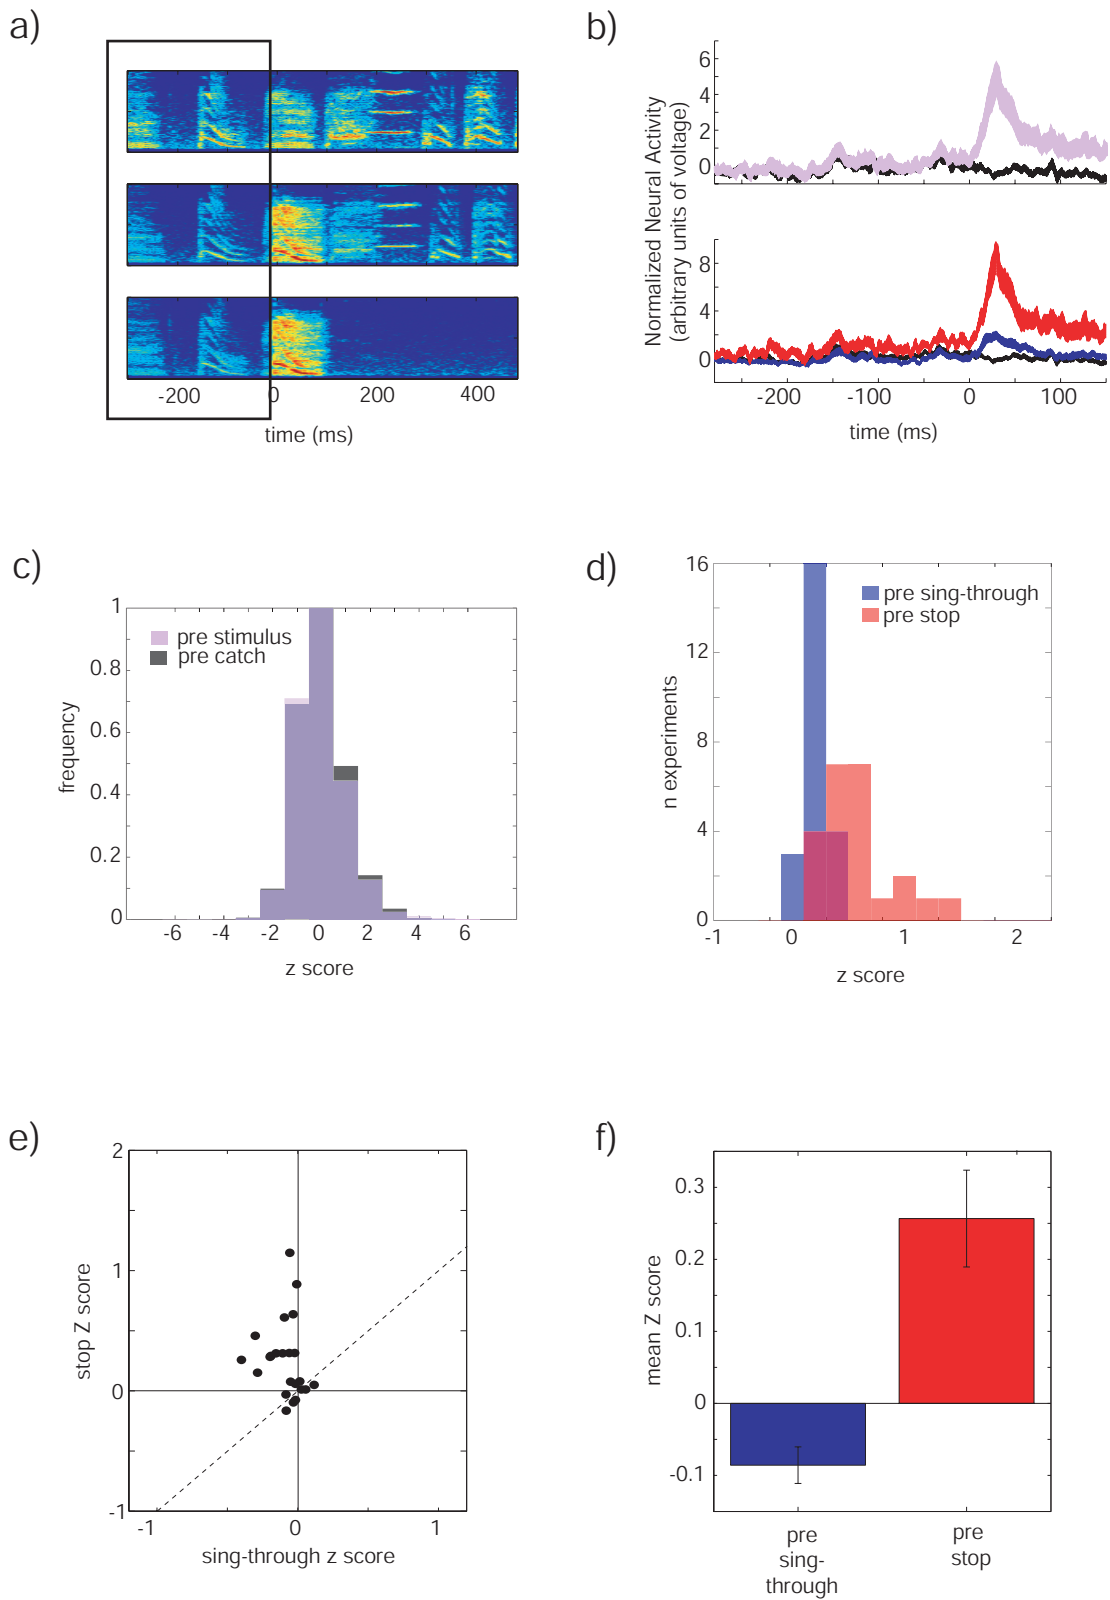 a)
-200
0
200
400
time (ms)
b)
Normalized Neural Activity
(arbitrary units of voltage)
6
4
2
0
8
4
0
-200
-100
0
100
time (ms)
c)
1
0.8
0.6
0.4
0.2
0
frequency
pre stimulus
pre catch
-6
-4
-2
0
2
4
6
z score
d)
16
12
8
4
0
n experiments
pre sing-through
pre stop
-1
0
1
2
z score
e)
2
1
0
-1
stop Z score
-1
0
1
sing-through z score
f)
0.3
0.2
0.1
0
-0.1
mean Z score
pre
sing-
through
pre
stop